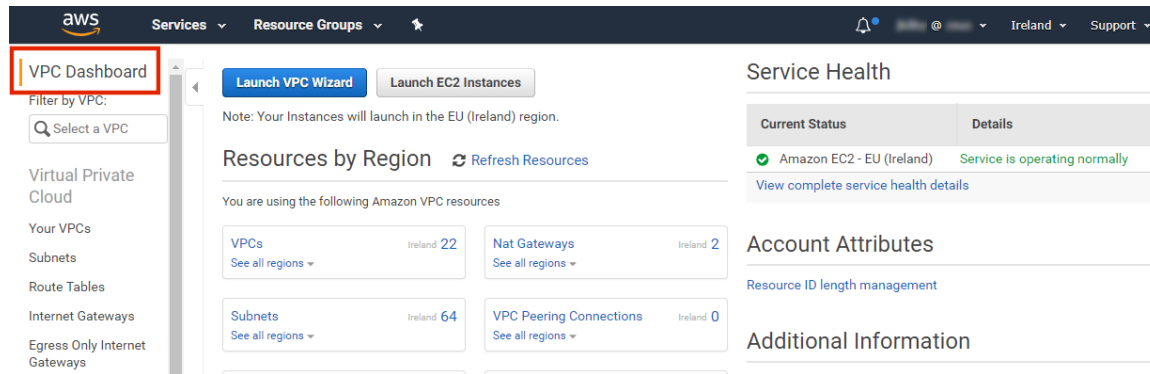 aws
Services
Resource Groups
@
Ireland
Support
VPC Dashboard
Filter by VPC:
Select a VPC
Virtual Private
Cloud
Your VPCs
Subnets
Route Tables
Internet Gateways
Egress Only Internet
Gateways
Launch VPC Wizard
Launch EC2 Instances
Note: Your Instances will launch in the EU (Ireland) region.
Resources by Region
Refresh Resources
You are using the following Amazon VPC resources
VPCs
Ireland 22
See all regions
Nat Gateways
Ireland 2
See all regions
Subnets
Ireland 64
See all regions
VPC Peering Connections
Ireland 0
See all regions
Service Health
Current Status
Details
Amazon EC2 - EU (Ireland)
Service is operating normally
View complete service health details
Account Attributes
Resource ID length management
Additional Information